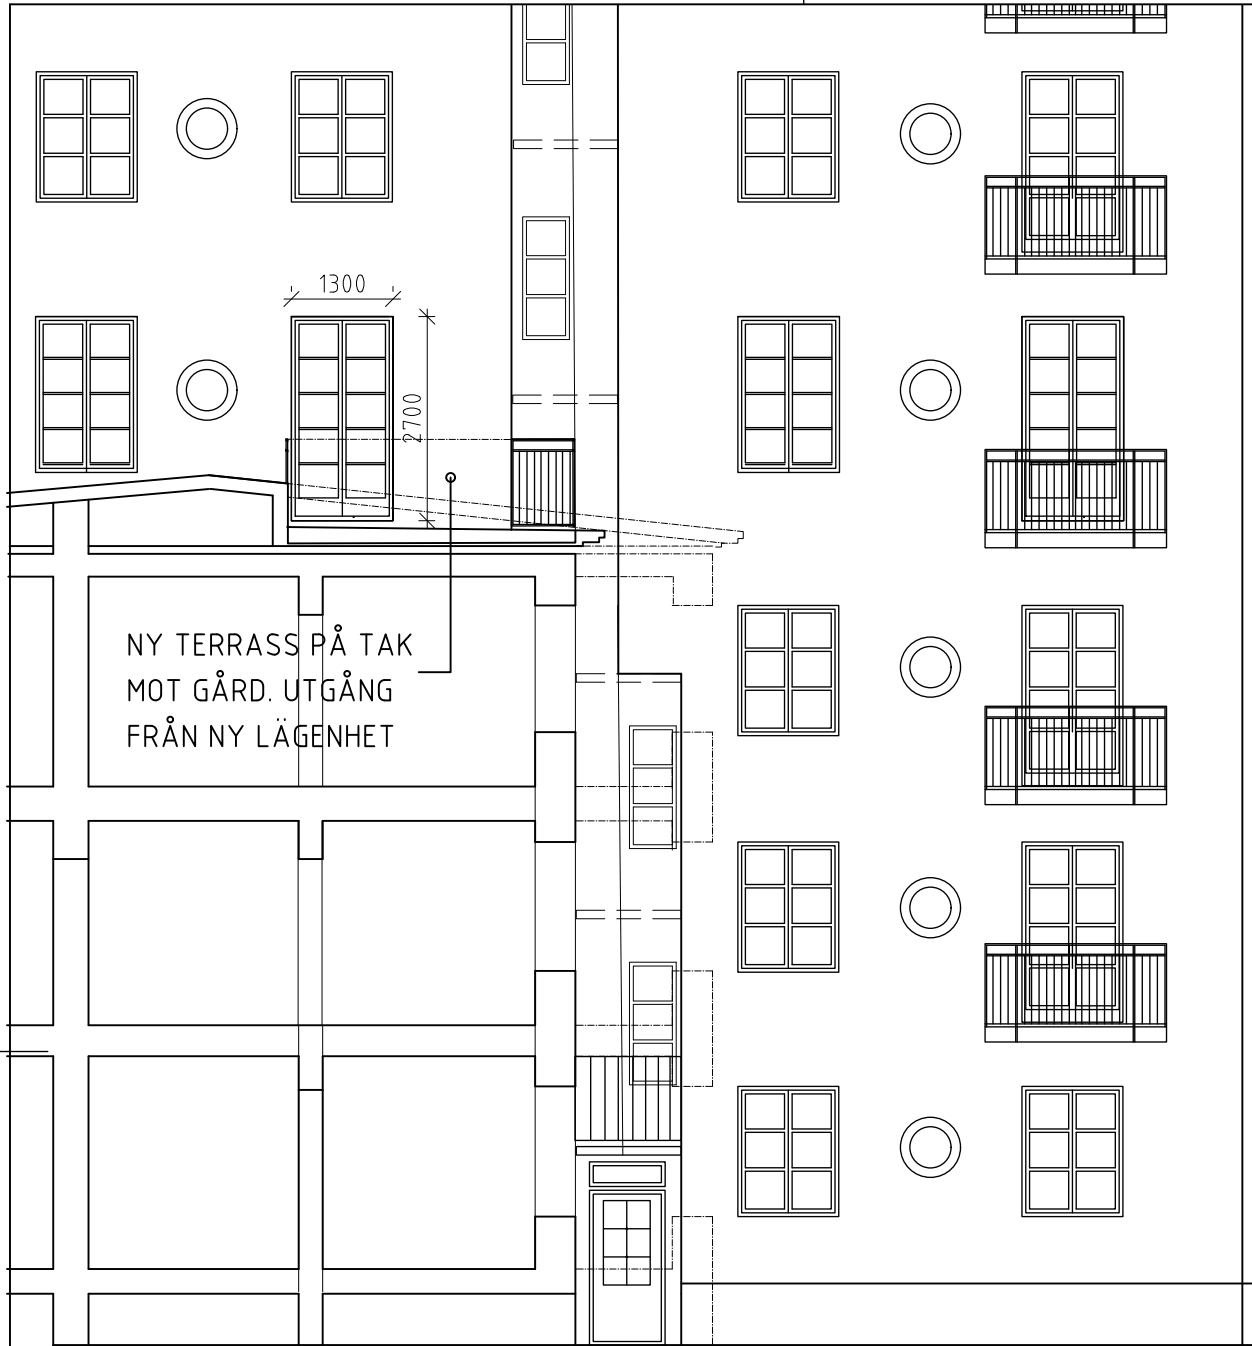 1300
2700
NY TERRASS PÅ TAK
MOT GÅRD. UTGÅNG
FRÅN NY LÄGENHET